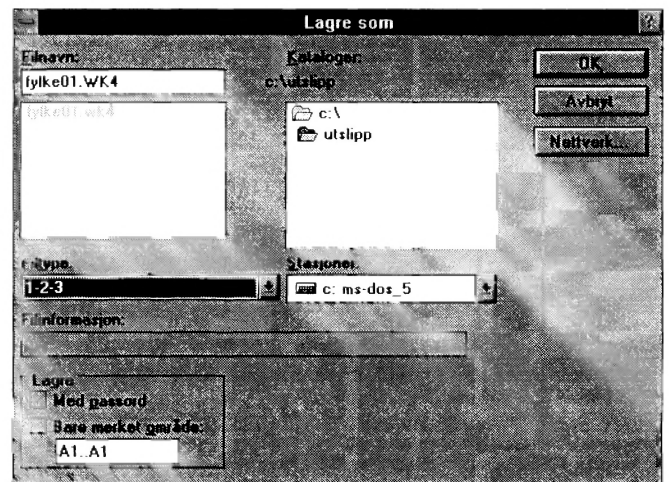 Lagre som
Filnavn:
fylke01.WK4
fylke01.wk4
Filtype:
1-2-3
Filinformasjon:
Lagre
Med passord
Bare merket område:
A1..A1
Kataloger:
c:\utslipp
c:\
utslipp
Stasjoner:
c: ms-dos_5
OK
Avbryt
Nettverk...